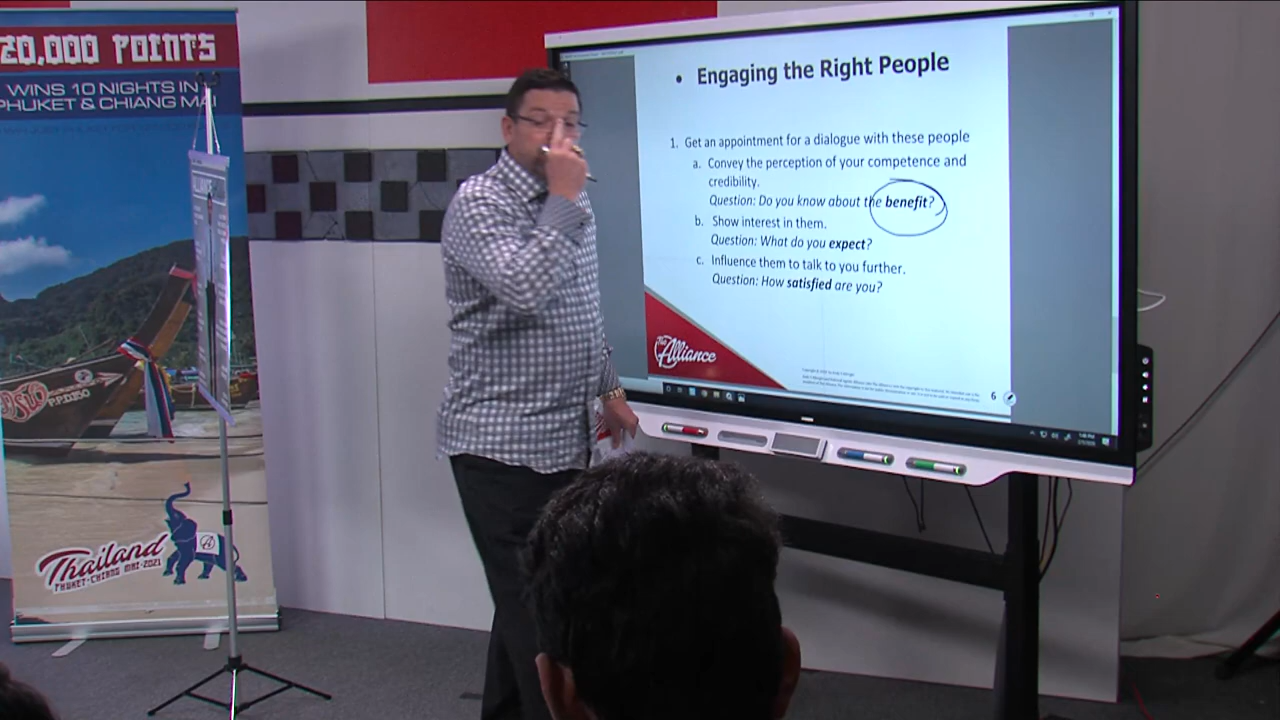 20,000 POINTS
WINS 10 NIGHTS IN
PHUKET & CHIANG MAI
P.P.D.150
Thailand
PHUKET-CHIANG MAI-2021
• Engaging the Right People
1. Get an appointment for a dialogue with these people
a. Convey the perception of your competence and
credibility.
Question: Do you know about the benefit?
b. Show interest in them.
Question: What do you expect?
c. Influence them to talk to you further.
Question: How satisfied are you?
The Alliance
6